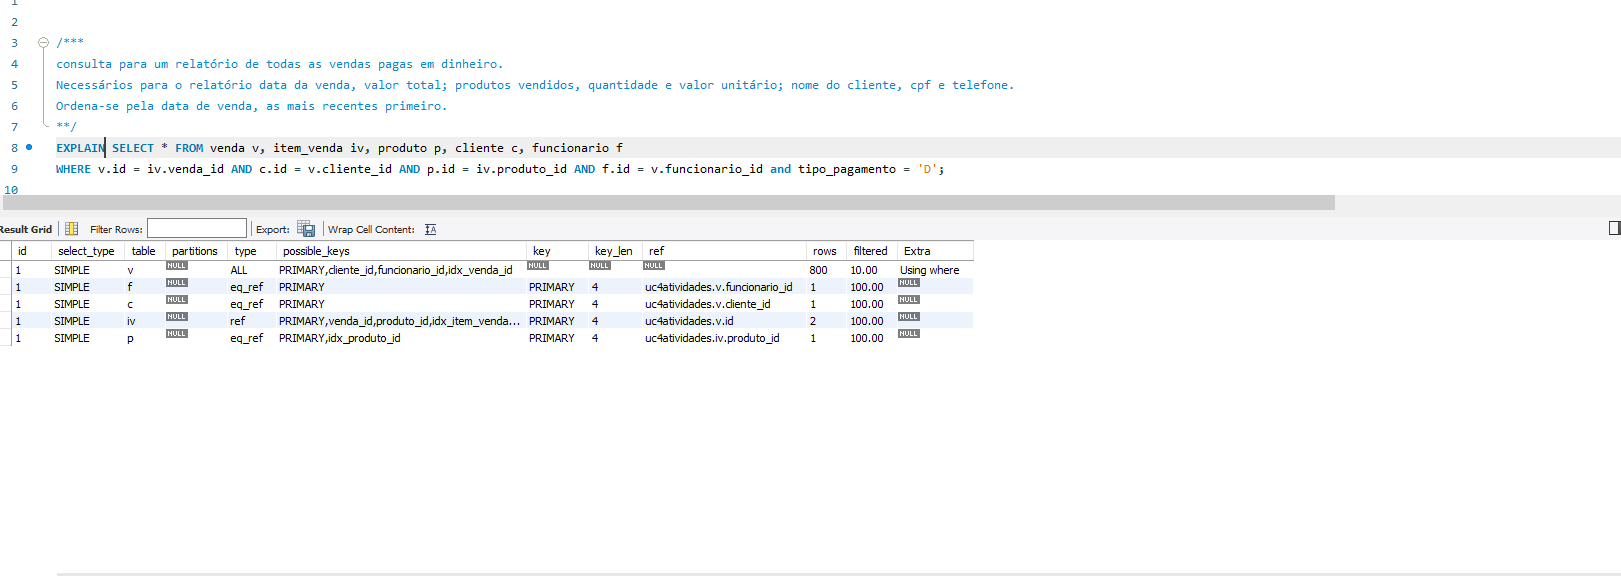 1
2
3 /***
4 consulta para um relatório de todas as vendas pagas em dinheiro.
5 Necessários para o relatório data da venda, valor total; produtos vendidos, quantidade e valor unitário; nome do cliente, cpf e telefone.
6 Ordena-se pela data de venda, as mais recentes primeiro.
7 **/
8 EXPLAIN SELECT * FROM venda v, item_venda iv, produto p, cliente c, funcionario f
9 WHERE v.id = iv.venda_id AND c.id = v.cliente_id AND p.id = iv.produto_id AND f.id = v.funcionario_id and tipo_pagamento = 'D';
10
Result Grid Filter Rows: Export: Wrap Cell Content:
id select_type table partitions type possible_keys key key_len ref rows filtered Extra
1 SIMPLE v NULL ALL PRIMARY,cliente_id,funcionario_id,idx_venda_id NULL NULL NULL 800 10.00 Using where
1 SIMPLE f NULL eq_ref PRIMARY PRIMARY 4 uc4atividades.v.funcionario_id 1 100.00 NULL
1 SIMPLE c NULL eq_ref PRIMARY PRIMARY 4 uc4atividades.v.cliente_id 1 100.00 NULL
1 SIMPLE iv NULL ref PRIMARY,venda_id,produto_id,idx_item_venda... PRIMARY 4 uc4atividades.v.id 2 100.00 NULL
1 SIMPLE p NULL eq_ref PRIMARY,idx_produto_id PRIMARY 4 uc4atividades.iv.produto_id 1 100.00 NULL